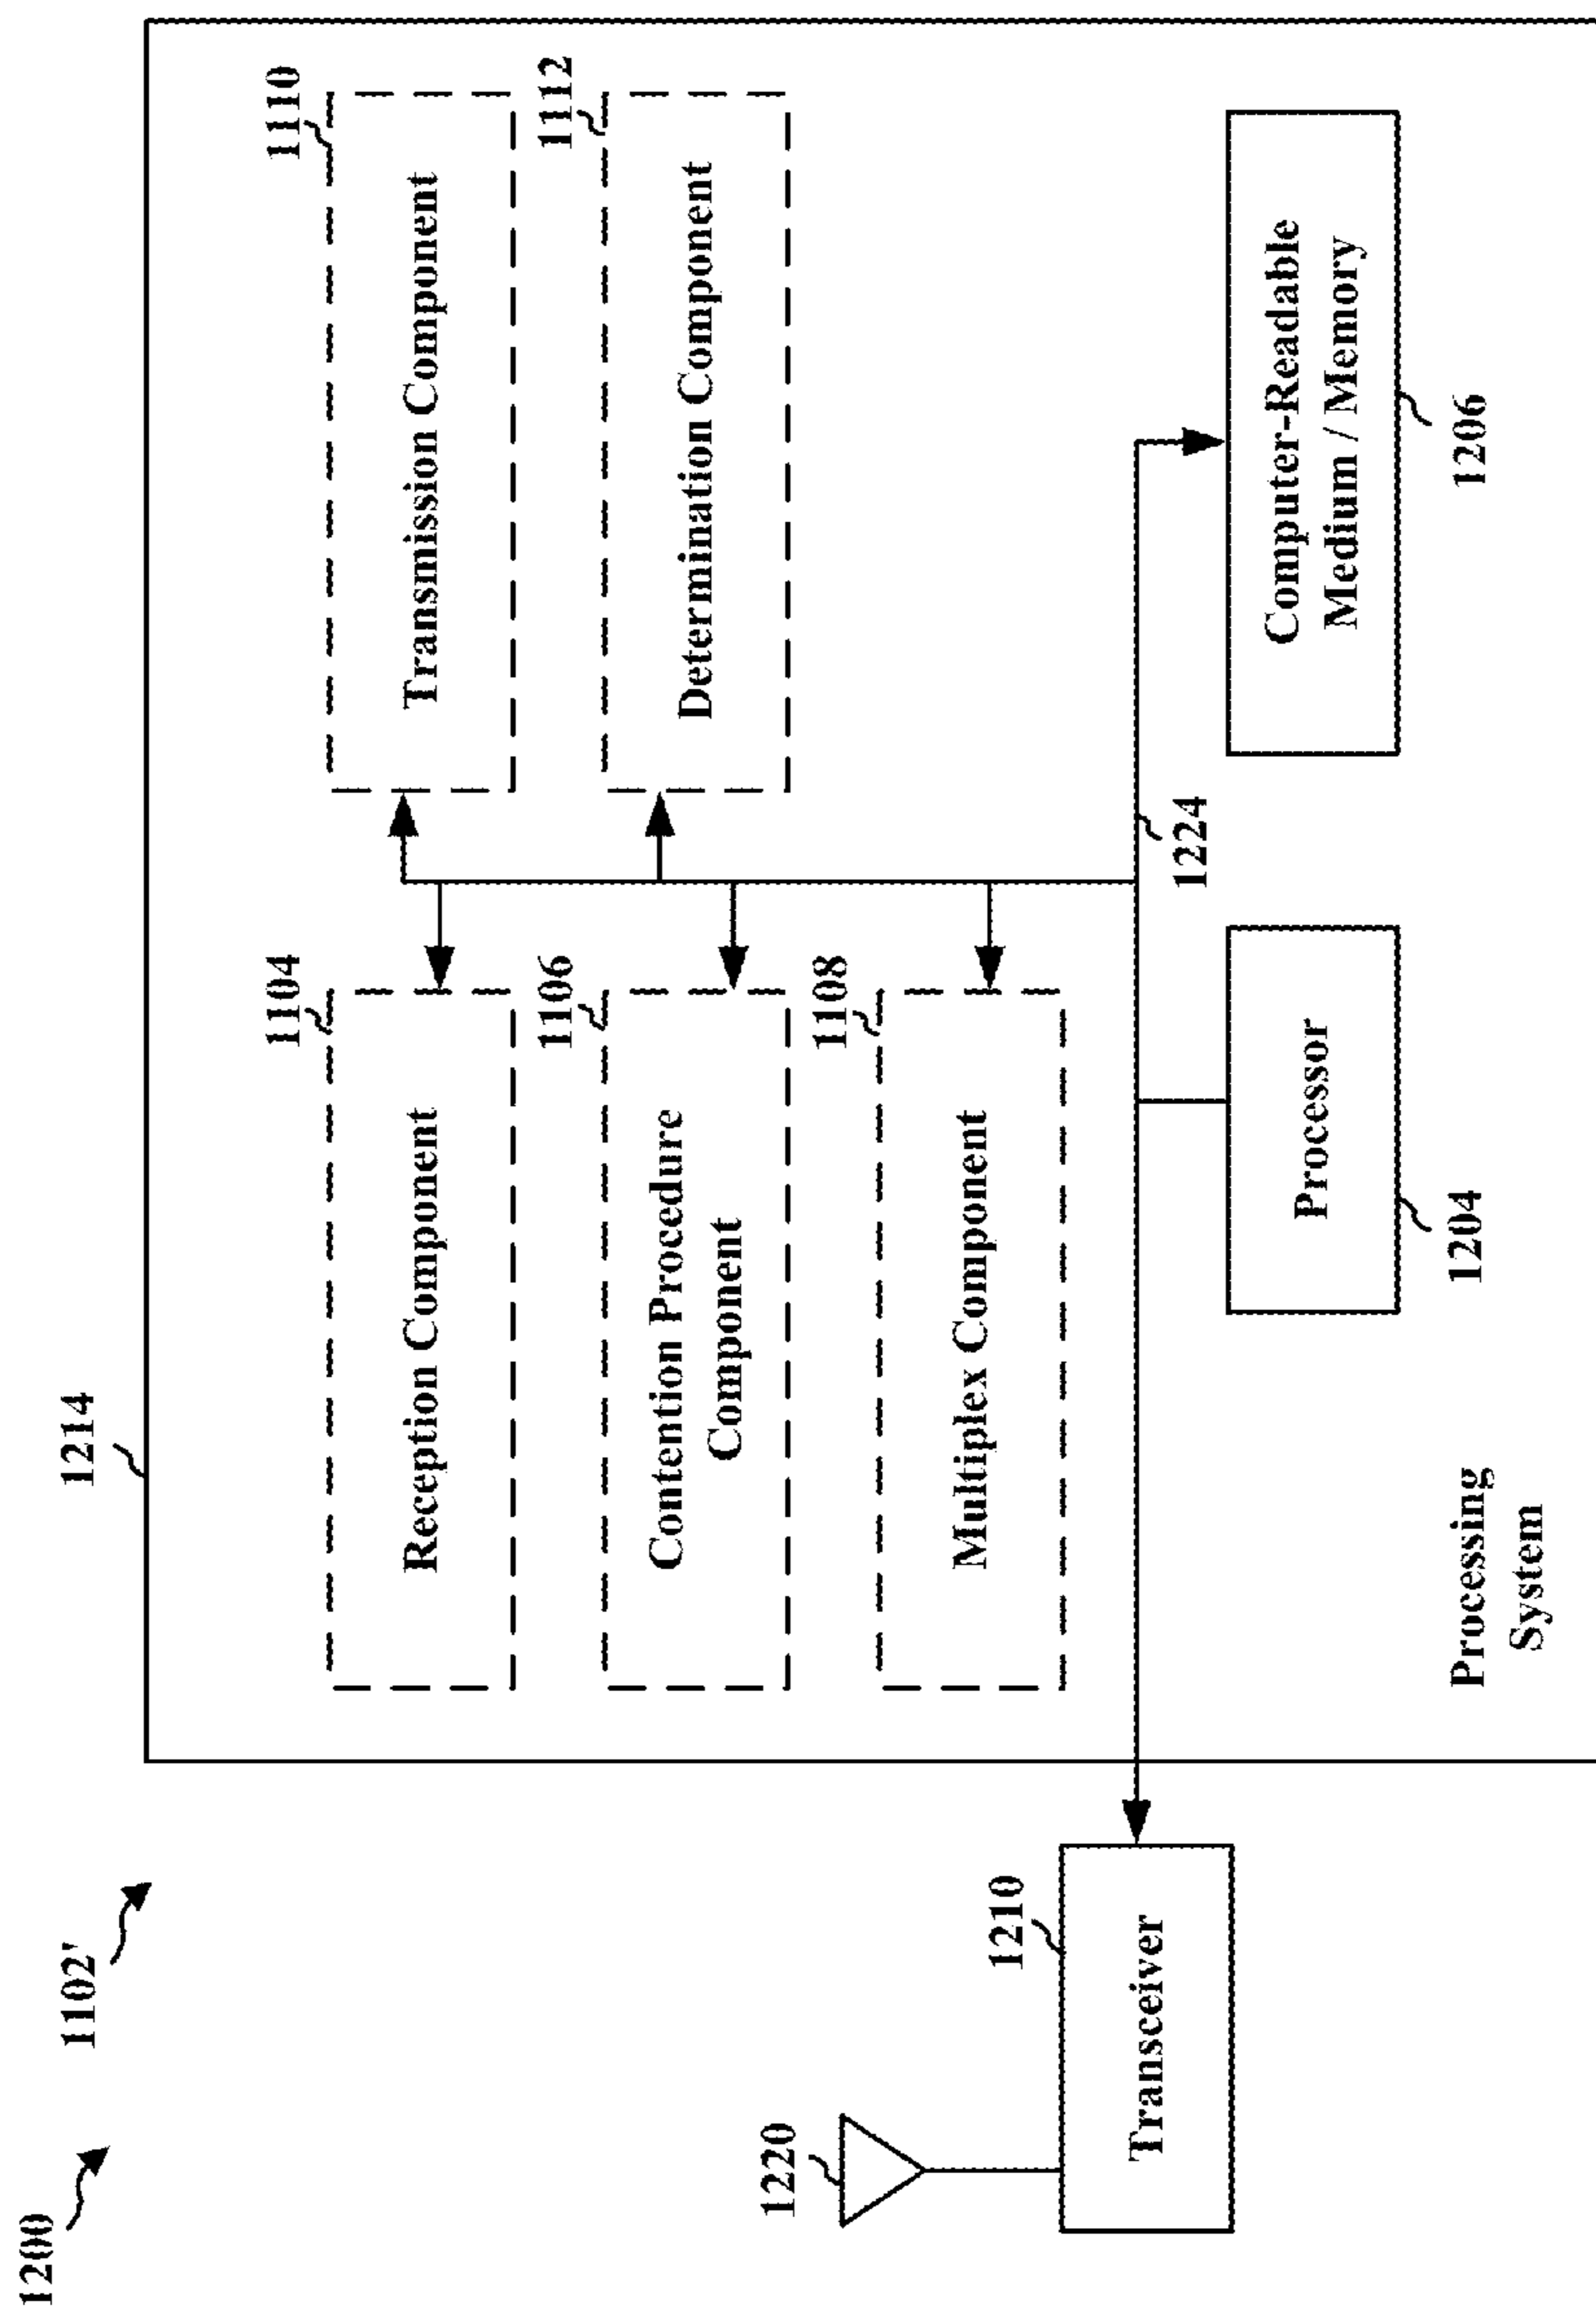 1200
1102'
1214
1104
Reception Component
1110
Transmission Component
1106
Contention Procedure
Component
1112
Determination Component
1108
Multiplex Component
1220
1210
Transceiver
1224
Processor
1204
Computer-Readable
Medium / Memory
1206
Processing
System